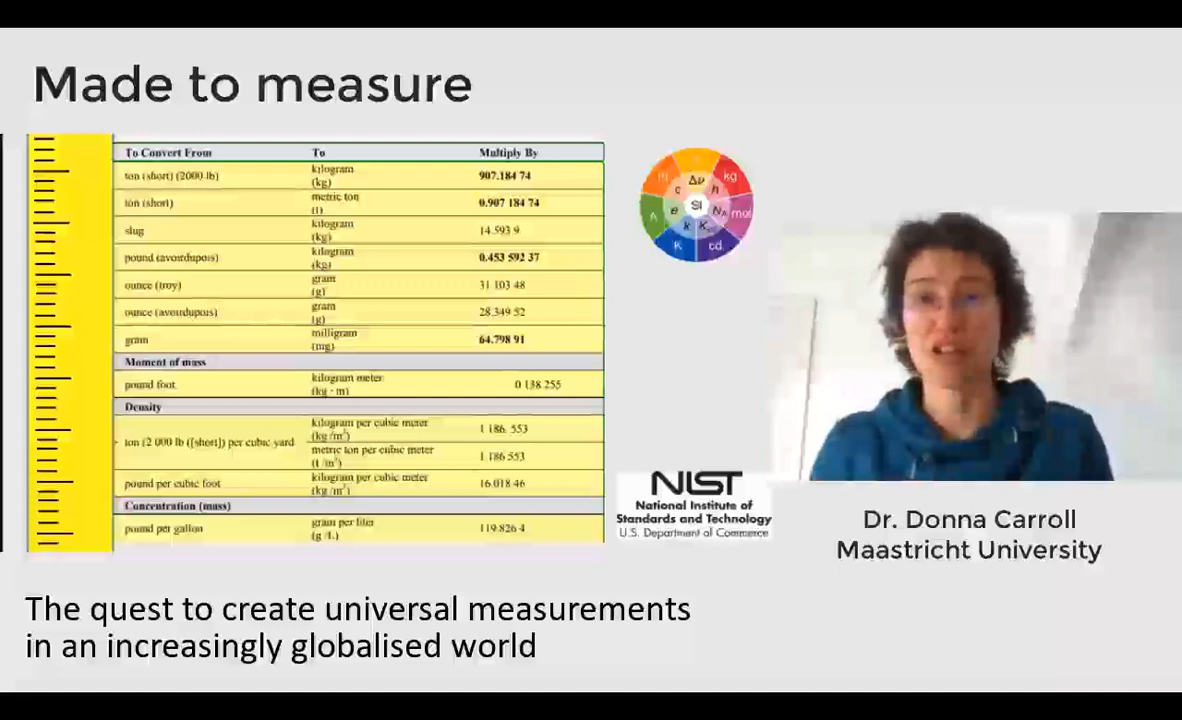 Made to measure
To Convert From To Multiply By
ton (short) (2000 lb) kilogram (kg) 907.184 74
ton (short) metric ton (t) 0.907 184 74
slug kilogram (kg) 14.593 9
pound (avoirdupois) kilogram (kg) 0.453 592 37
ounce (troy) gram (g) 31 103 48
ounce (avoirdupois) gram (g) 28.349 52
gram milligram (mg) 64.798 91
Moment of mass
pound foot kilogram meter (kg · m) 0 138 255
Density
ton (2 000 lb ([short]) per cubic yard kilogram per cubic meter (kg /m³) 1 186. 553
metric ton per cubic meter (t /m³) 1 186 553
pound per cubic foot kilogram per cubic meter (kg /m³) 16.018 46
Concentration (mass)
pound per gallon gram per liter (g /L) 119.826 4
m Δν kg
c h
A e SI N_A mol
k K
K cd
NIST
National Institute of
Standards and Technology
U.S. Department of Commerce
Dr. Donna Carroll
Maastricht University
The quest to create universal measurements
in an increasingly globalised world